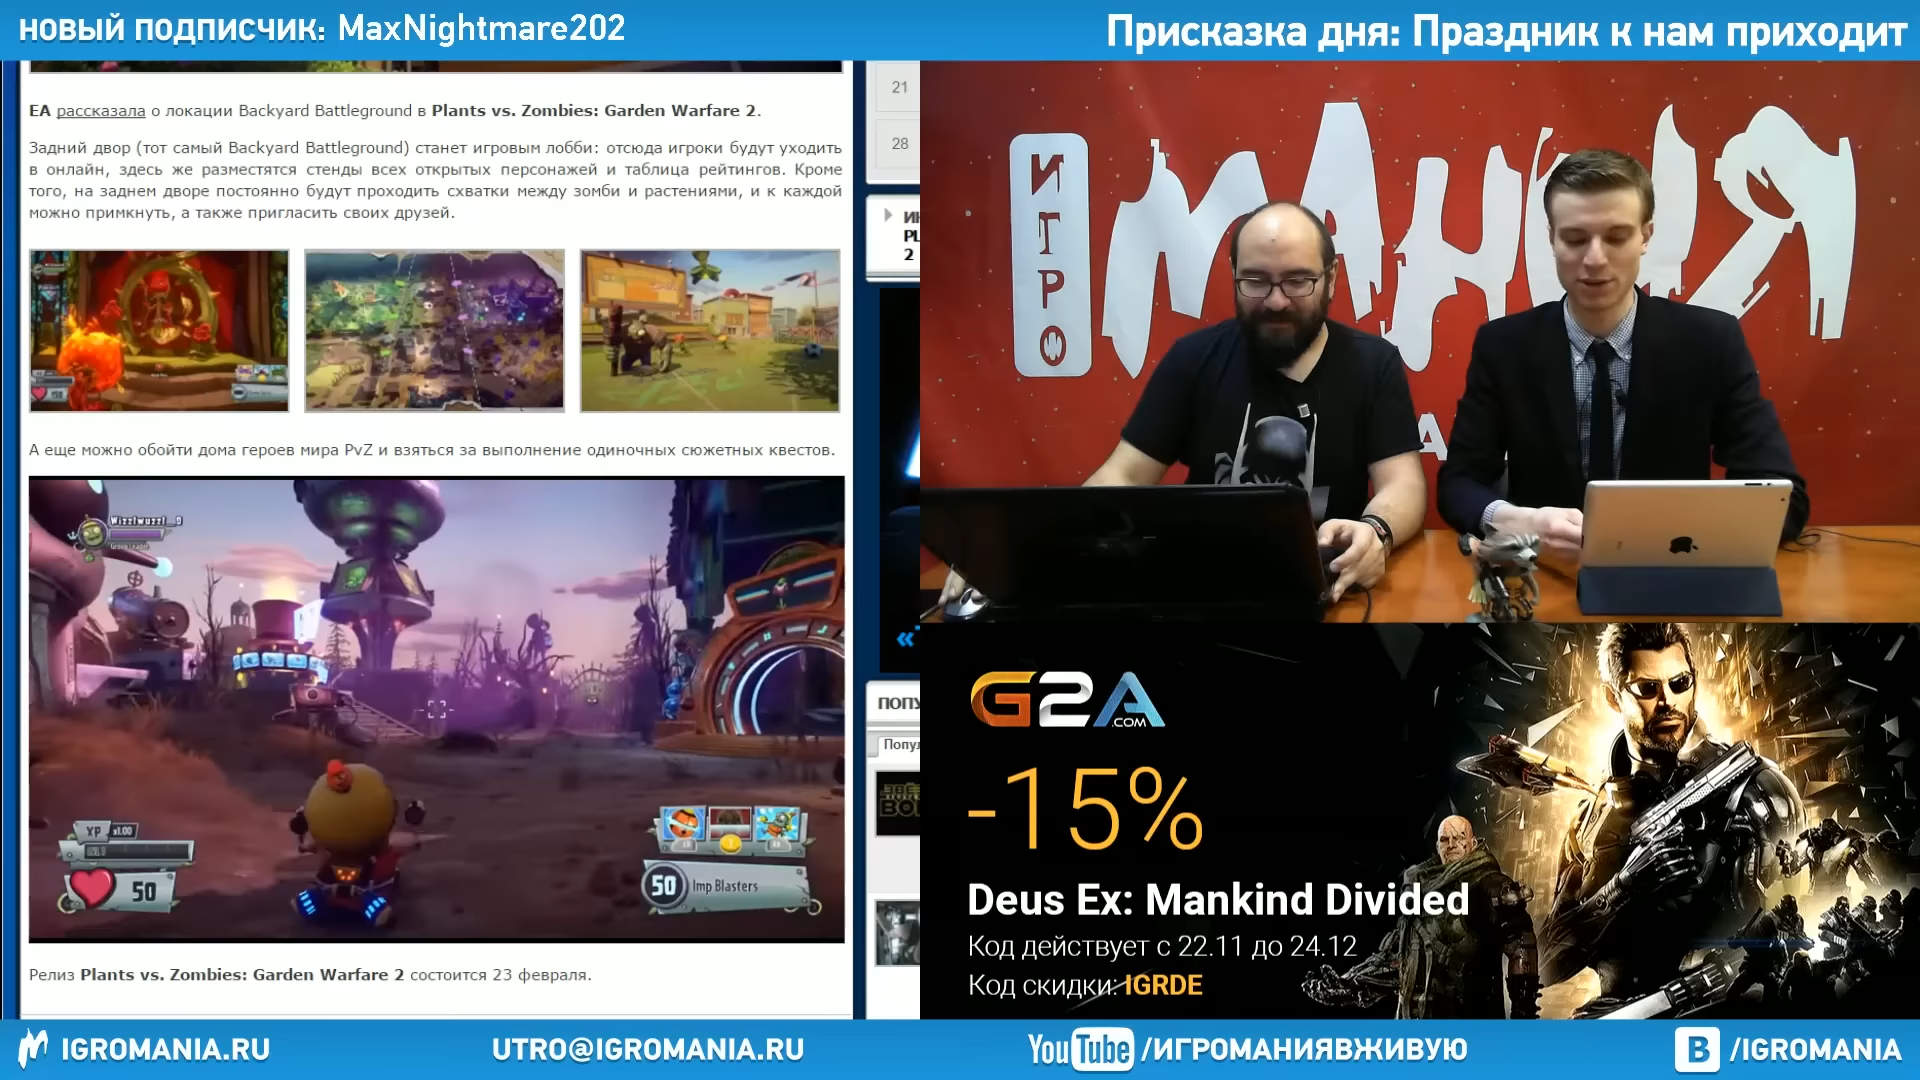 новый подписчик: MaxNightmare202
Присказка дня: Праздник к нам приходит
EA рассказала о локации Backyard Battleground в Plants vs. Zombies: Garden Warfare 2.
Задний двор (тот самый Backyard Battleground) станет игровым лобби: отсюда игроки будут уходить
в онлайн, здесь же разместятся стенды всех открытых персонажей и таблица рейтингов. Кроме
того, на заднем дворе постоянно будут проходить схватки между зомби и растениями, и к каждой
можно примкнуть, а также пригласить своих друзей.
А еще можно обойти дома героев мира PvZ и взяться за выполнение одиночных сюжетных квестов.
XP x1.00
50
50 Imp Blasters
Релиз Plants vs. Zombies: Garden Warfare 2 состоится 23 февраля.
21
28
2
«
ИГРО
МАНИЯ
G2A
.COM
-15%
Deus Ex: Mankind Divided
Код действует с 22.11 до 24.12
Код скидки: IGRDE
IGROMANIA.RU
UTRO@IGROMANIA.RU
YouTube /ИГРОМАНИЯВЖИВУЮ
B /IGROMANIA